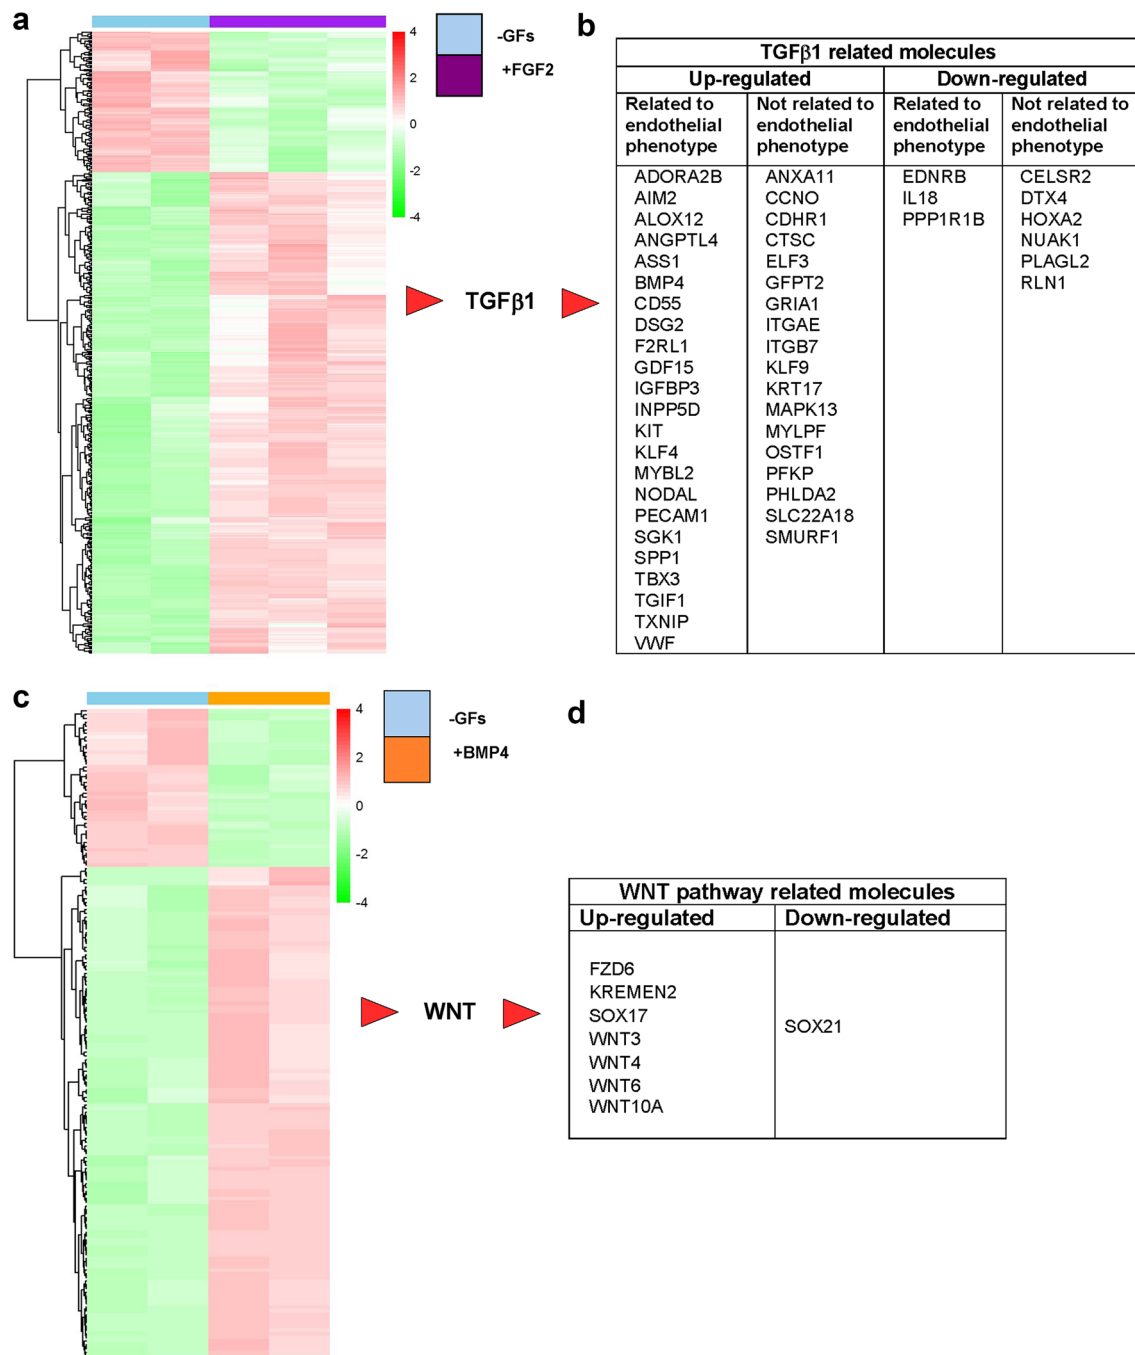 a
4
2
0
-2
-4
-GFs
+FGF2
TGFβ1
b
TGFβ1 related molecules
Up-regulated
Down-regulated
Related to
endothelial
phenotype
Not related to
endothelial
phenotype
Related to
endothelial
phenotype
Not related to
endothelial
phenotype
ADORA2B
AIM2
ALOX12
ANGPTL4
ASS1
BMP4
CD55
DSG2
F2RL1
GDF15
IGFBP3
INPP5D
KIT
KLF4
MYBL2
NODAL
PECAM1
SGK1
SPP1
TBX3
TGIF1
TXNIP
VWF
ANXA11
CCNO
CDHR1
CTSC
ELF3
GFPT2
GRIA1
ITGAE
ITGB7
KLF9
KRT17
MAPK13
MYLPF
OSTF1
PFKP
PHLDA2
SLC22A18
SMURF1
EDNRB
IL18
PPP1R1B
CELSR2
DTX4
HOXA2
NUAK1
PLAGL2
RLN1
c
4
2
0
-2
-4
-GFs
+BMP4
WNT
d
WNT pathway related molecules
Up-regulated
Down-regulated
FZD6
KREMEN2
SOX17
WNT3
WNT4
WNT6
WNT10A
SOX21